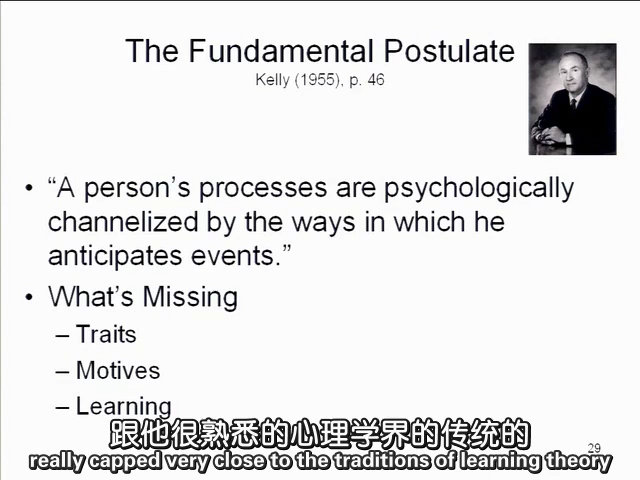 The Fundamental Postulate
Kelly (1955), p. 46
• “A person’s processes are psychologically
channelized by the ways in which he
anticipates events.”
• What’s Missing
– Traits
– Motives
– Learning
跟他很熟悉的心理学界的传统的
29
really capped very close to the traditions of learning theory